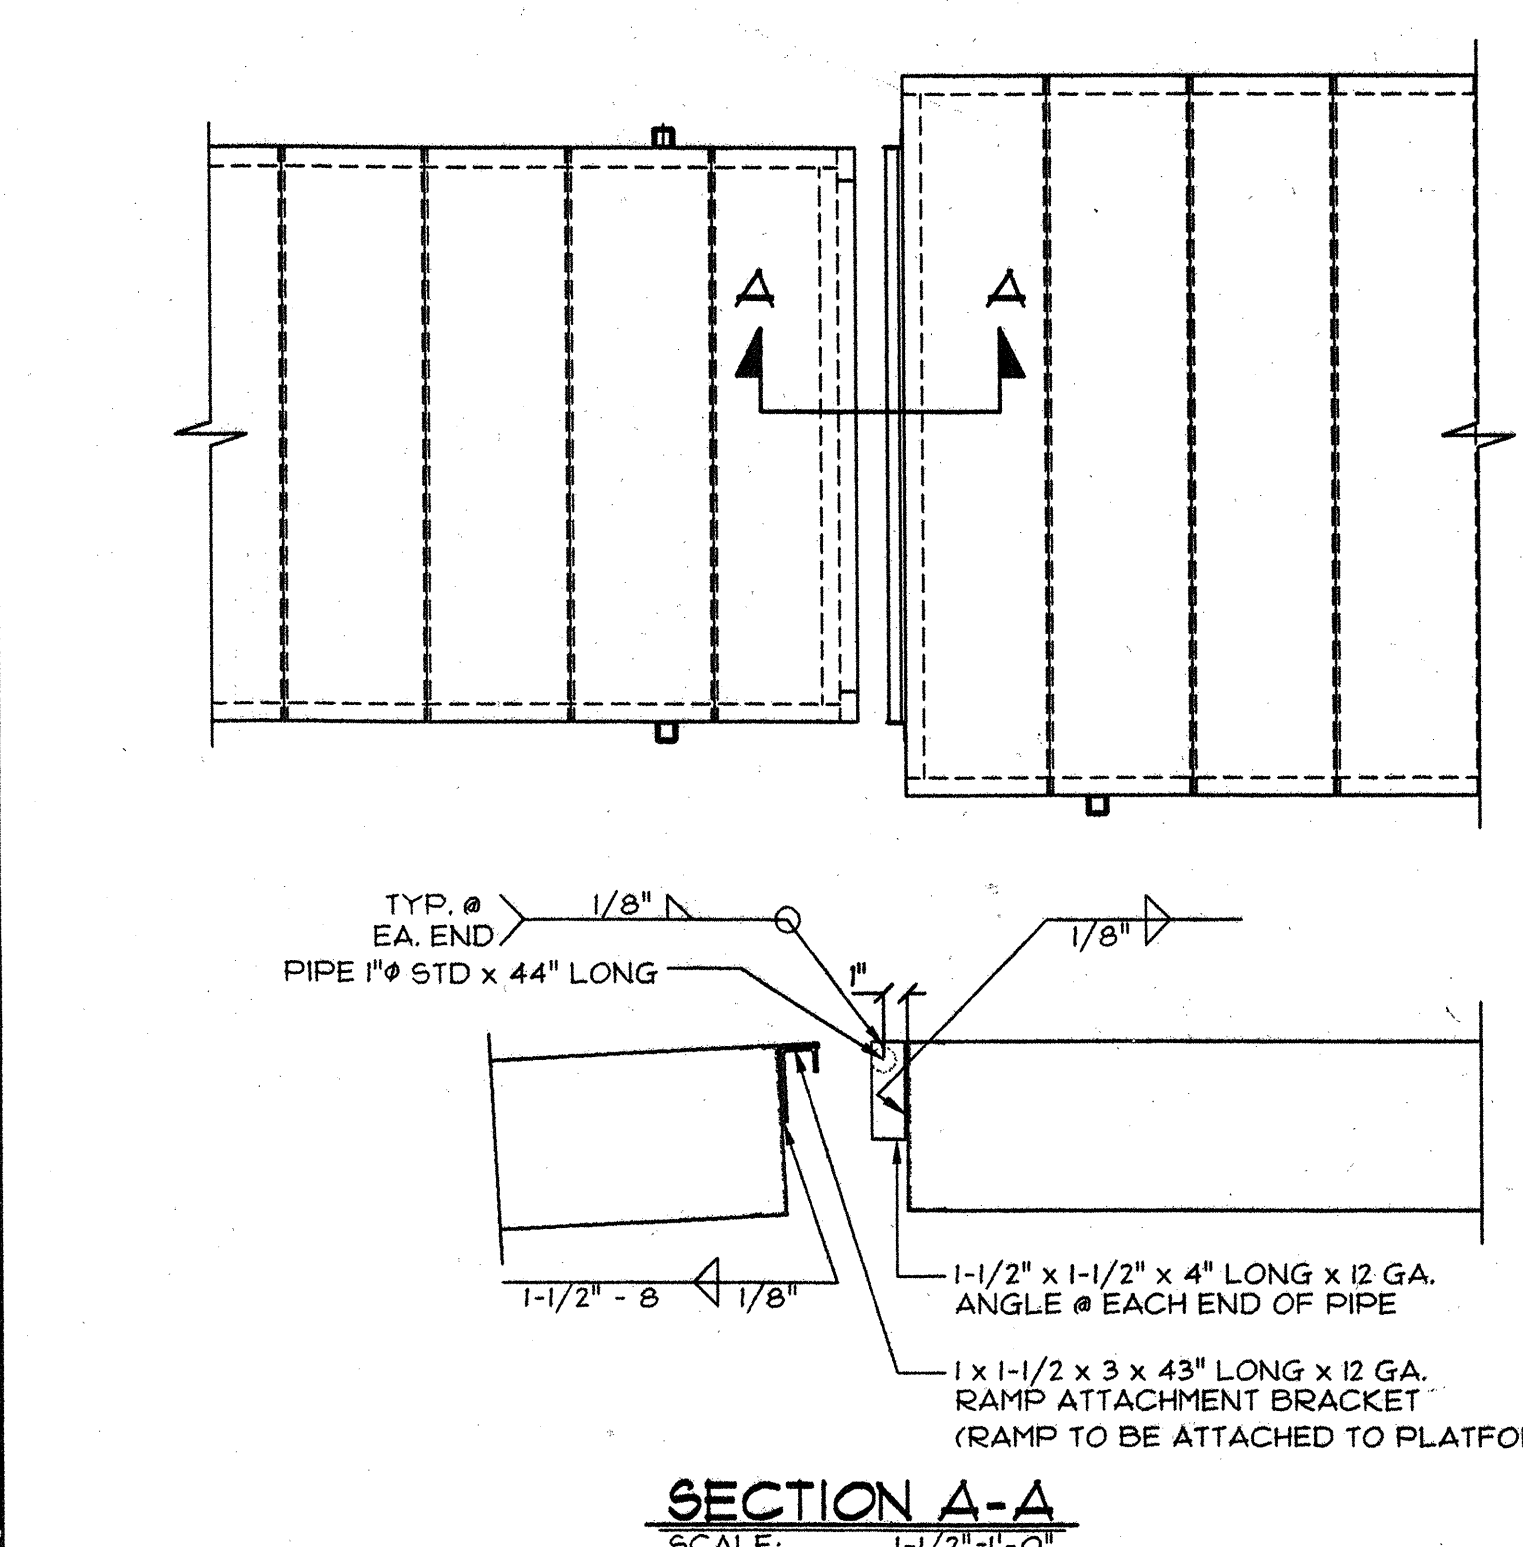 A A
TYP. @
EA. END
1/8"
1/8"
PIPE 1"ø STD x 44" LONG
1"
1-1/2" - 8 1/8"
1-1/2" x 1-1/2" x 4" LONG x 12 GA.
ANGLE @ EACH END OF PIPE
1 x 1-1/2 x 3 x 43" LONG x 12 GA.
RAMP ATTACHMENT BRACKET
(RAMP TO BE ATTACHED TO
SECTION A-A
SCALE: 1-1/2"=1'-0"